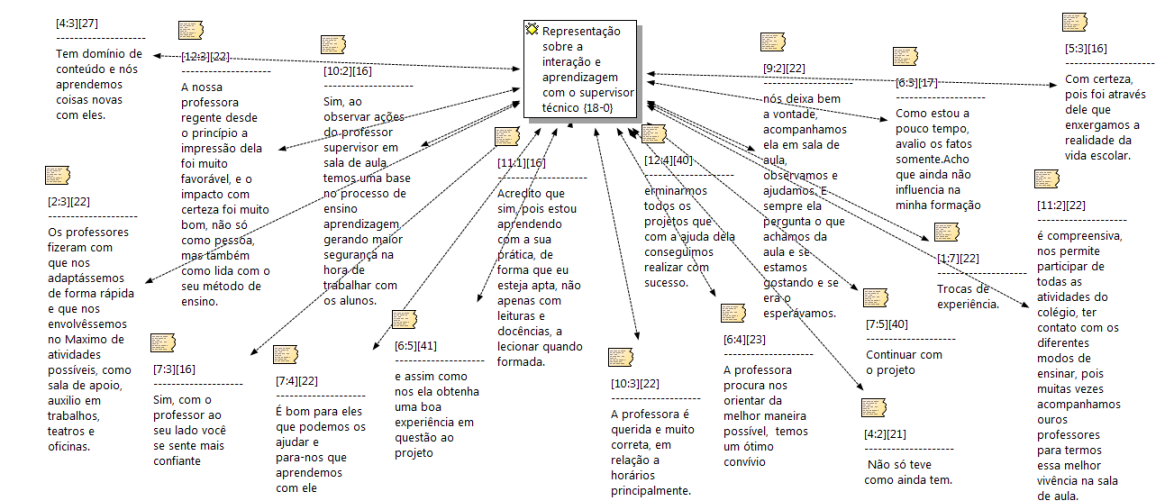 [4:3][27]
Tem domínio de
conteúdo e nós
aprendemos
coisas novas
com eles.
[12:3][22]
A nossa
professora
regente desde
o princípio a
impressão dela
foi muito
favorável, e o
impacto com
certeza foi muito
bom, não só
como pessoa,
mas também
como lida com o
seu método de
ensino.
[10:2][16]
Sim, ao
observar ações
do professor
supervisor em
sala de aula
temos uma base
no processo de
ensino
aprendizagem,
gerando maior
segurança na
hora de
trabalhar com
os alunos.
Representação
sobre a
interação e
aprendizagem
com o supervisor
técnico {18-0}
[9:2][22]
nós deixa bem
a vontade,
acompanhamos
ela em sala de
aula,
observamos e
ajudamos. E
sempre ela
pergunta o que
achamos da
aula e se
estamos
gostando e se
era o
esperávamos.
[6:3][17]
Como estou a
pouco tempo,
avalio os fatos
somente.Acho
que ainda não
influencia na
minha formação
[5:3][16]
Com certeza,
pois foi através
dele que
enxergamos a
realidade da
vida escolar.
[2:3][22]
Os professores
fizeram com
que nos
adaptássemos
de forma rápida
e que nos
envolvêssemos
no Maximo de
atividades
possíveis, como
sala de apoio,
auxilio em
trabalhos,
teatros e
oficinas.
[11:1][16]
Acredito que
sim, pois estou
aprendendo
com a sua
prática, de
forma que eu
esteja apta, não
apenas com
leituras e
docências, a
lecionar quando
formada.
[12:4][40]
erminarmos
todos os
projetos que
com a ajuda dela
conseguimos
realizar com
sucesso.
[11:2][22]
é compreensiva,
nos permite
participar de
todas as
atividades do
colégio, ter
contato com os
diferentes
modos de
ensinar, pois
muitas vezes
acompanhamos
ouros
professores
para termos
essa melhor
vivência na sala
de aula.
[1:7][22]
Trocas de
experiência.
[7:3][16]
Sim, com o
professor ao
seu lado você
se sente mais
confiante
[7:4][22]
É bom para eles
que podemos os
ajudar e
para-nos que
aprendemos
com ele
[6:5][41]
e assim como
nos ela obtenha
uma boa
experiência em
questão ao
projeto
[10:3][22]
A professora é
querida e muito
correta, em
relação a
horários
principalmente.
[6:4][23]
A professora
procura nos
orientar da
melhor maneira
possível, temos
um ótimo
convívio
[7:5][40]
Continuar com
o projeto
[4:2][21]
Não só teve
como ainda tem.